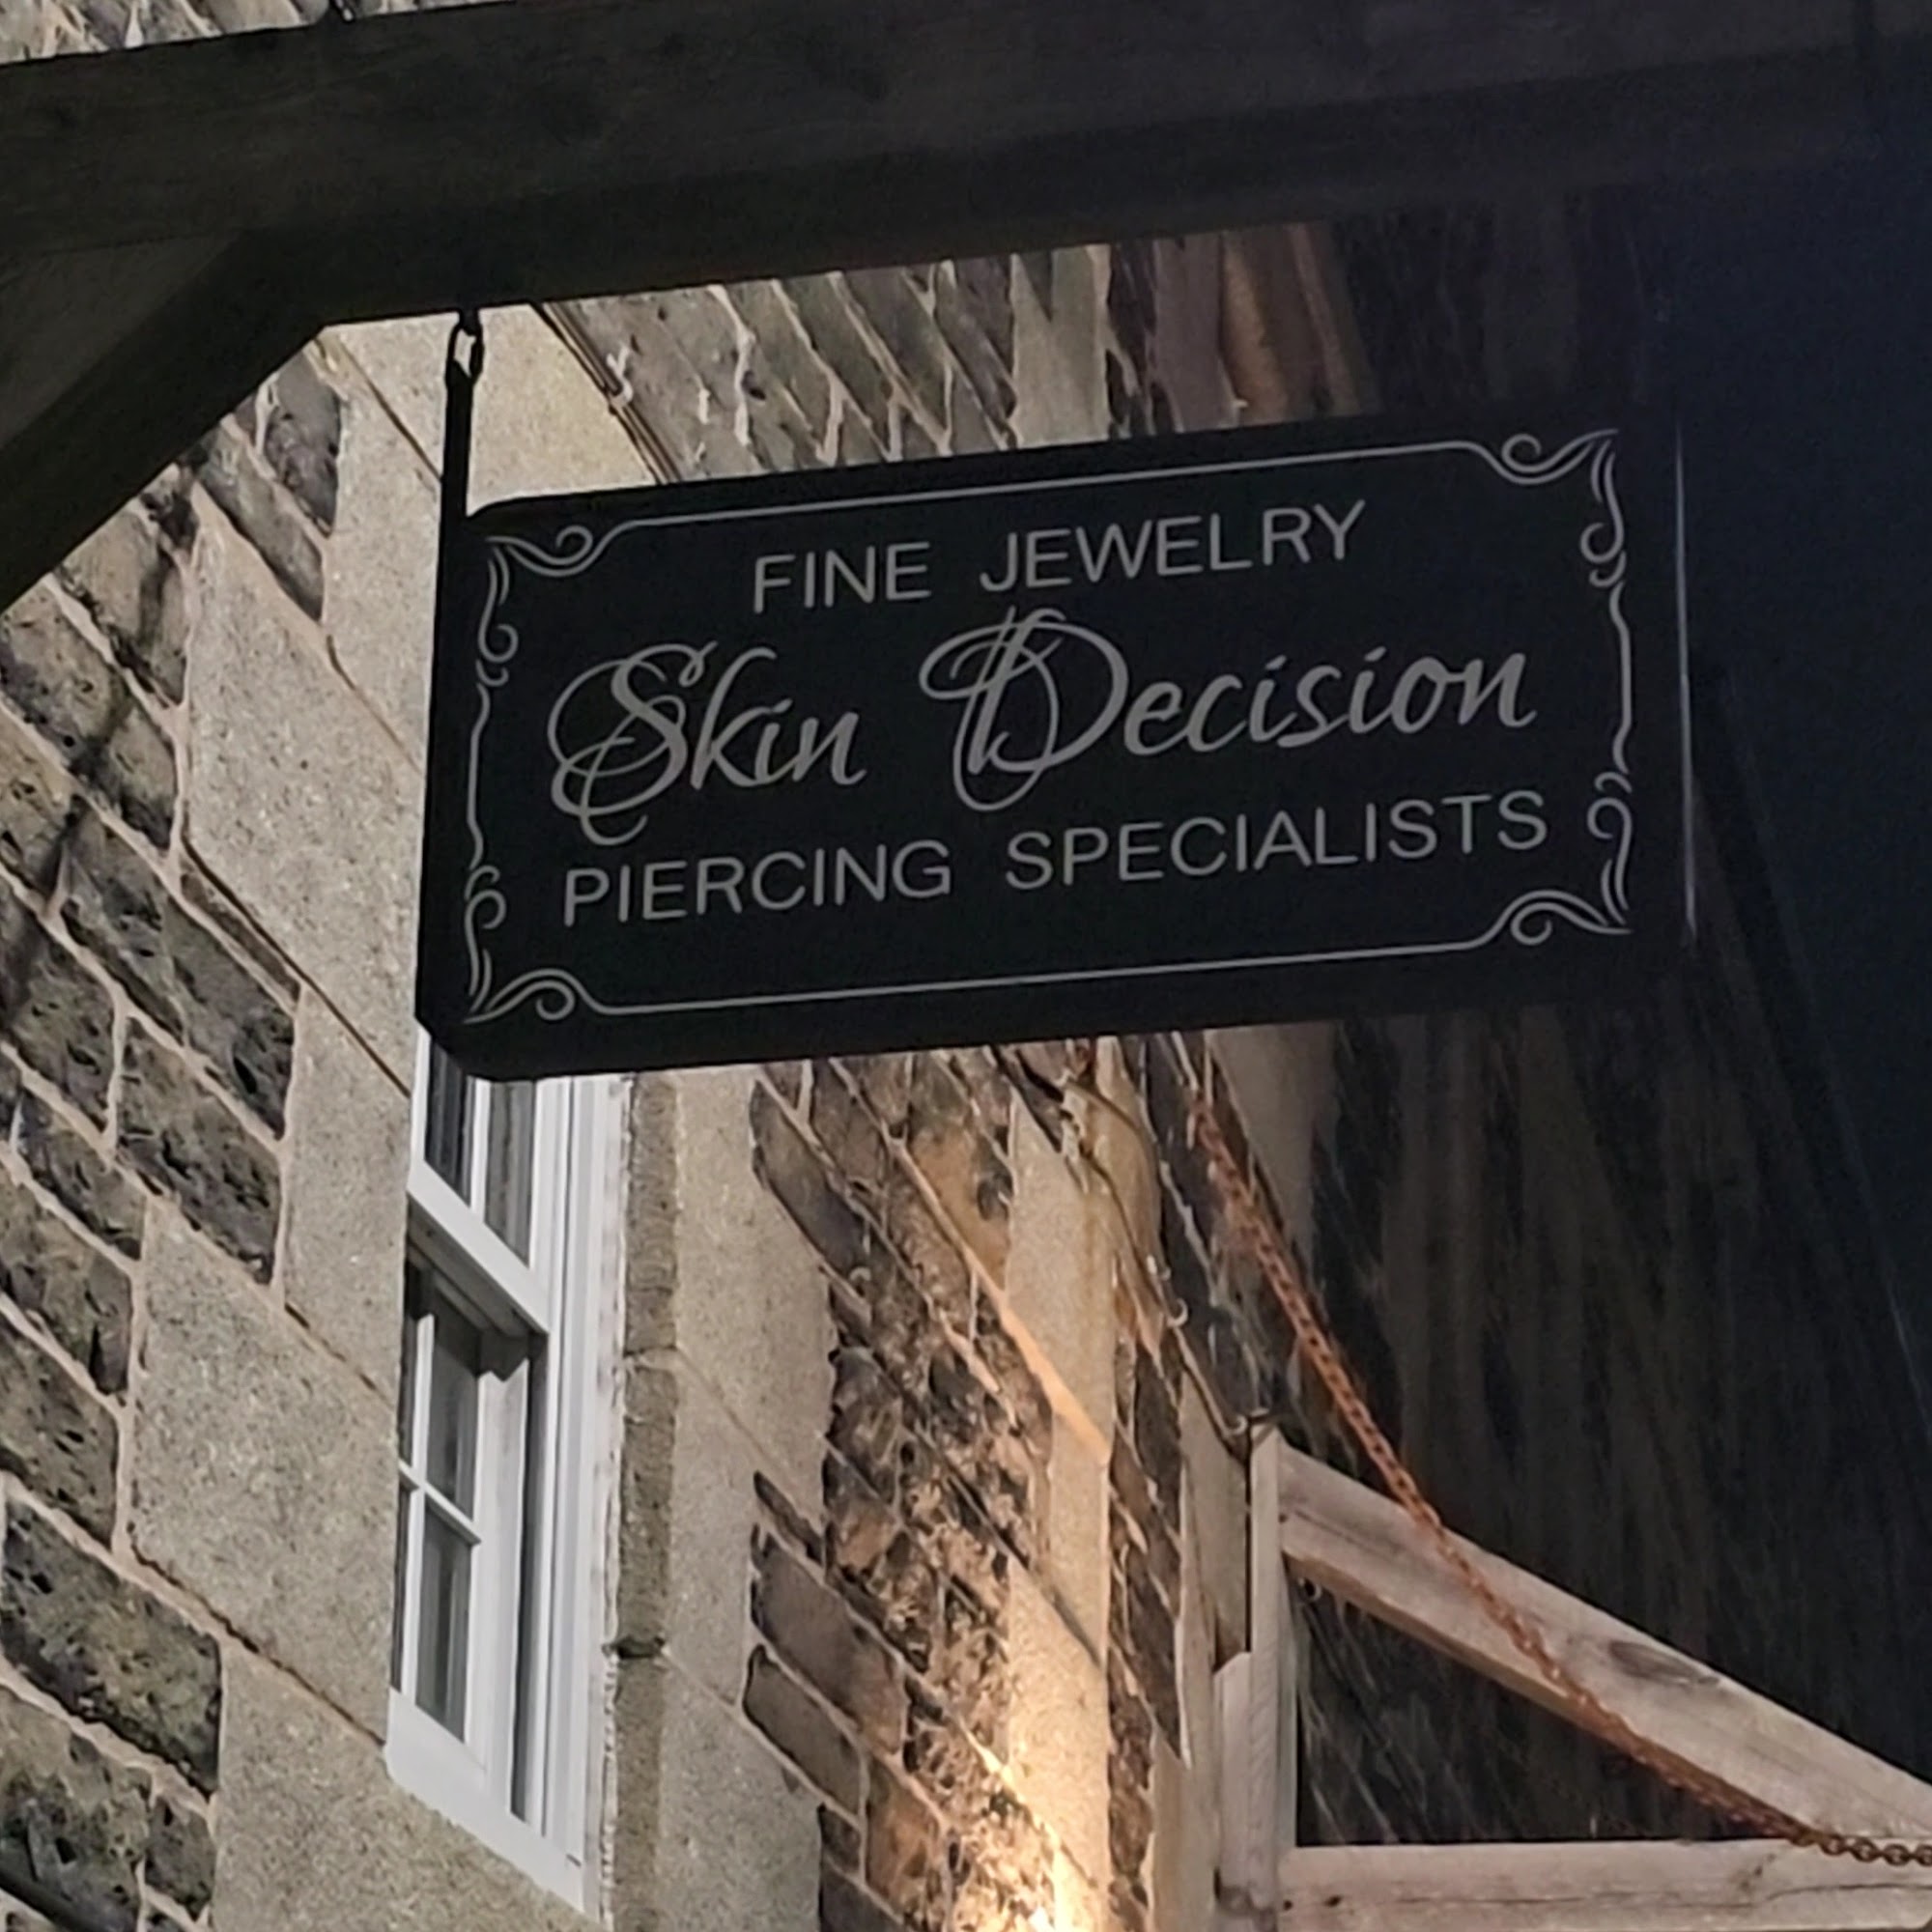 FINE JEWELRY
Skin Decision
PIERCING SPECIALISTS